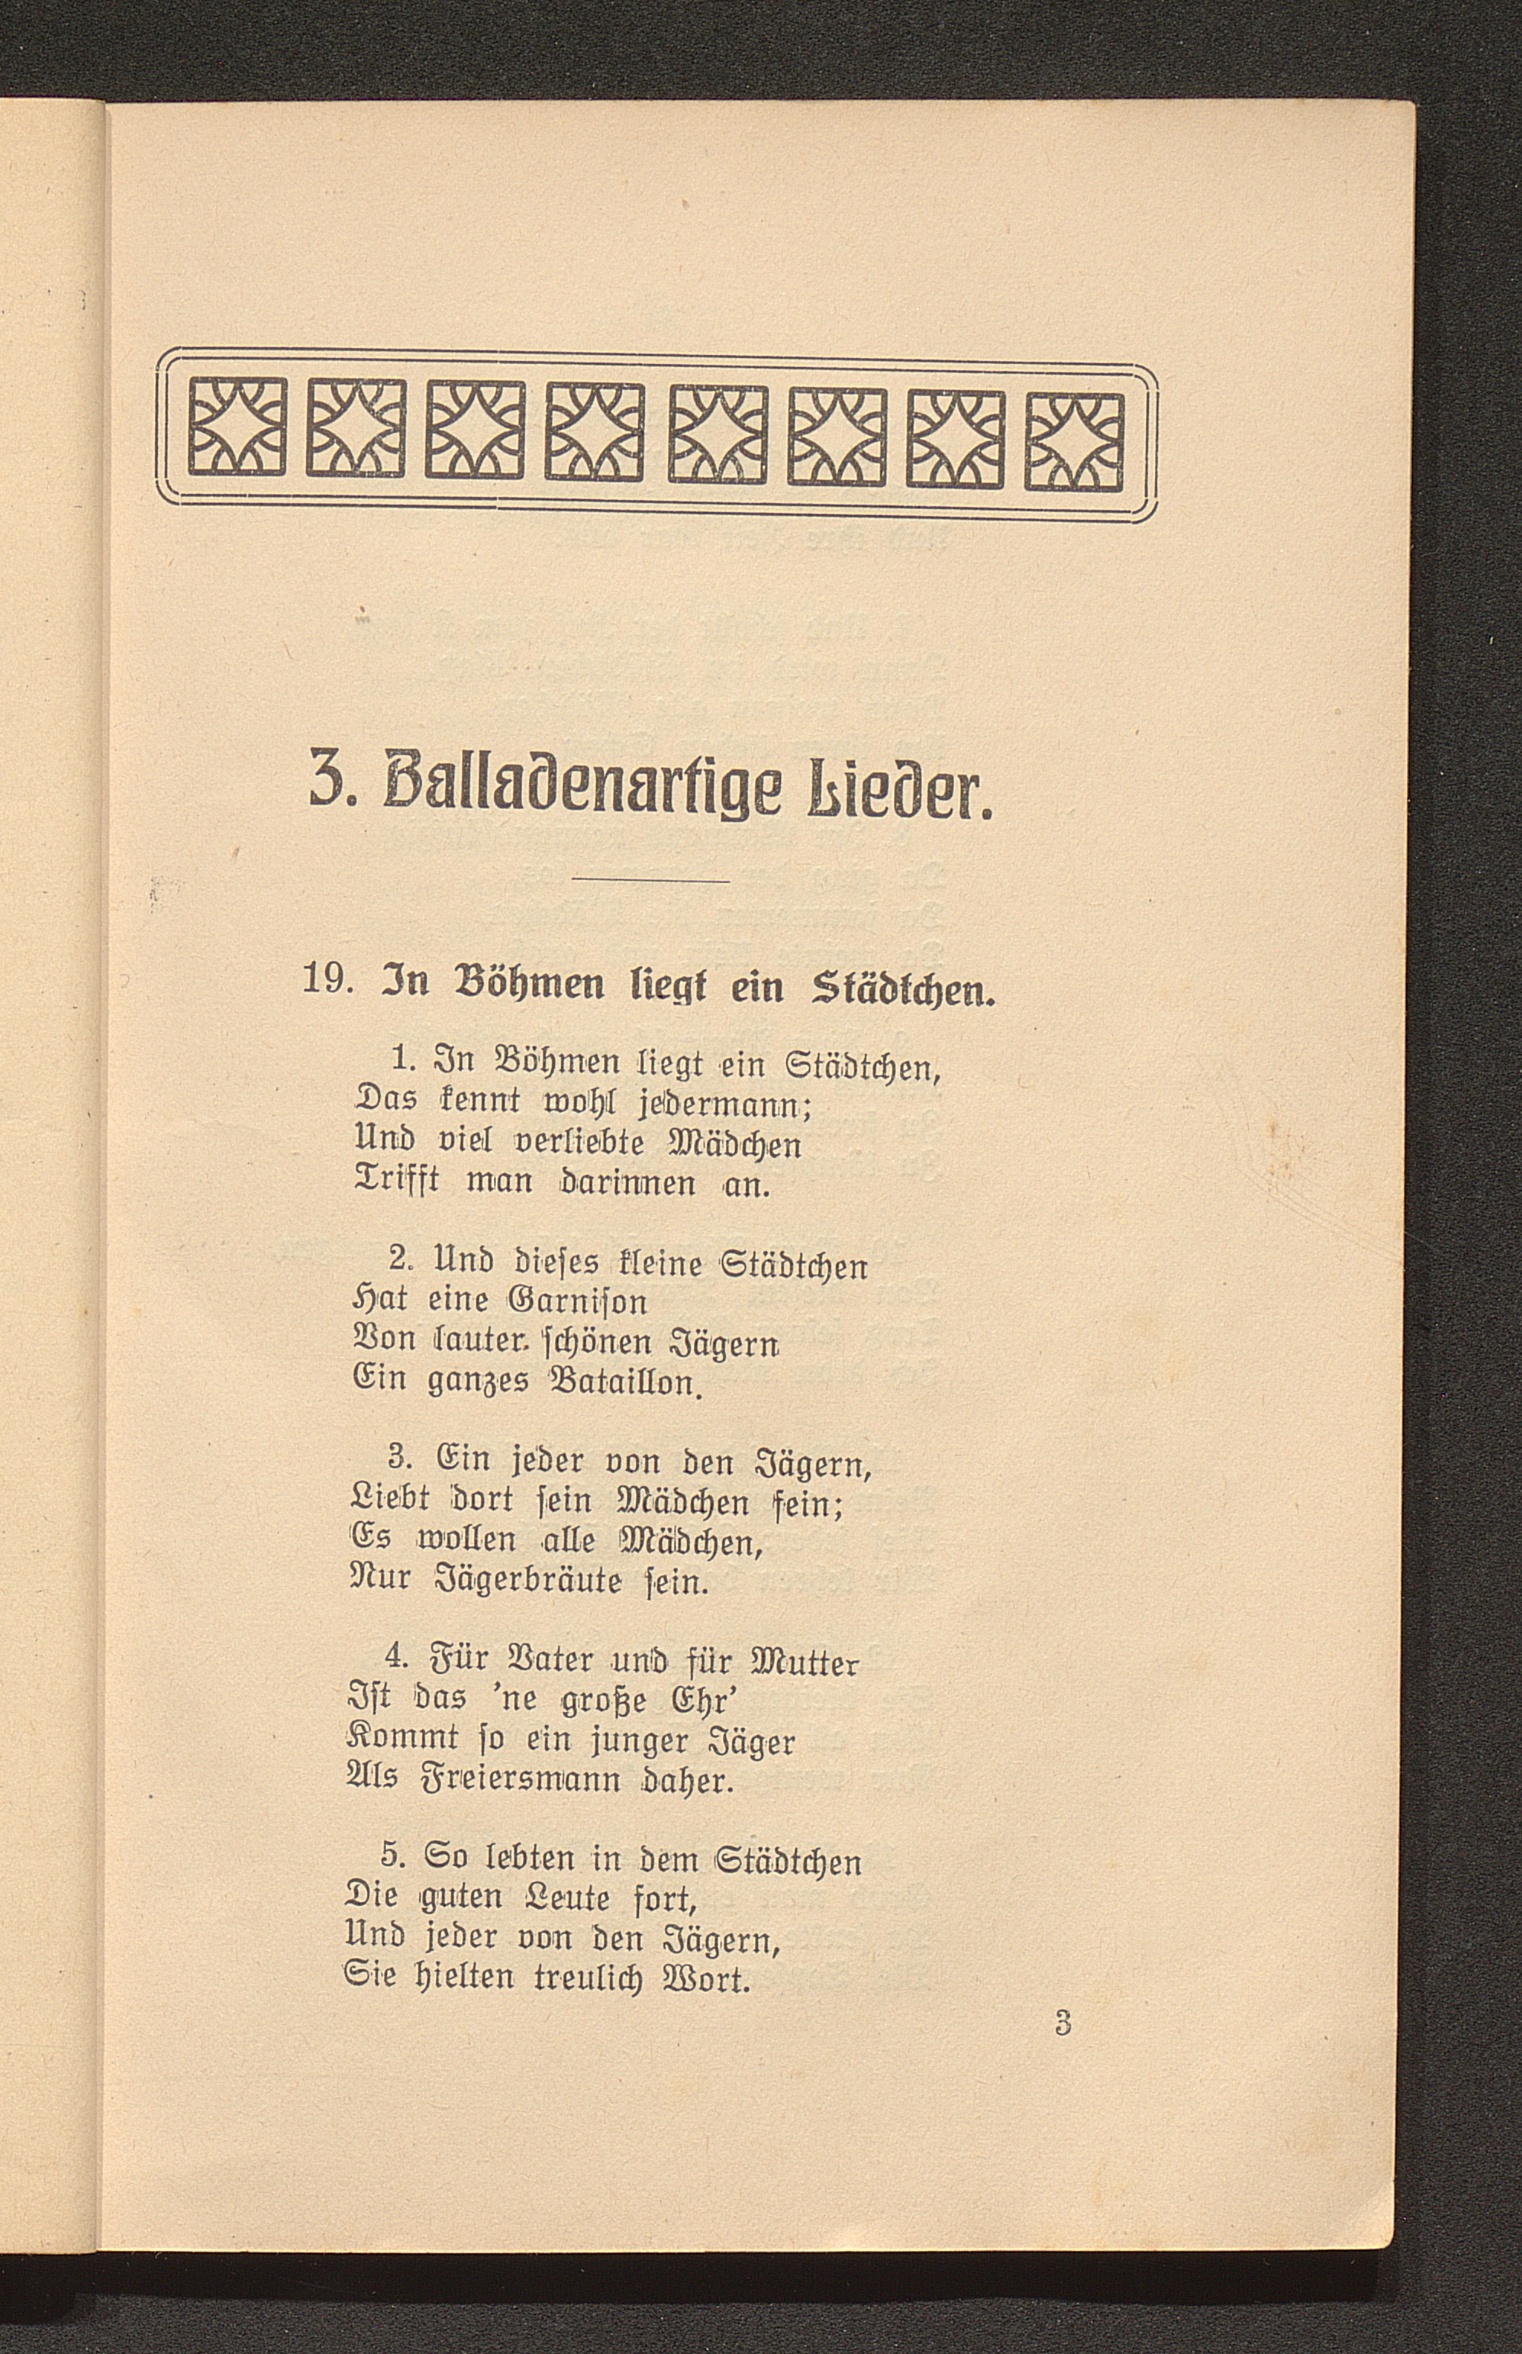 3. Balladenartige Lieder.
19. In Böhmen liegt ein Städtchen.
1. In Böhmen liegt ein Städtchen,
Das kennt wohl jedermann;
Und viel verliebte Mädchen
Trifft man darinnen an.
2. Und dieses kleine Städtchen
Hat eine Garnison
Von lauter schönen Jägern
Ein ganzes Bataillon.
3. Ein jeder von den Jägern,
Liebt dort sein Mädchen fein;
Es wollen alle Mädchen,
Nur Jägerbräute sein.
4. Für Vater und für Mutter
Ist das 'ne große Ehr'
Kommt so ein junger Jäger
Als Freiersmann daher.
5. So lebten in dem Städtchen
Die guten Leute fort,
Und jeder von den Jägern,
Sie hielten treulich Wort.
3